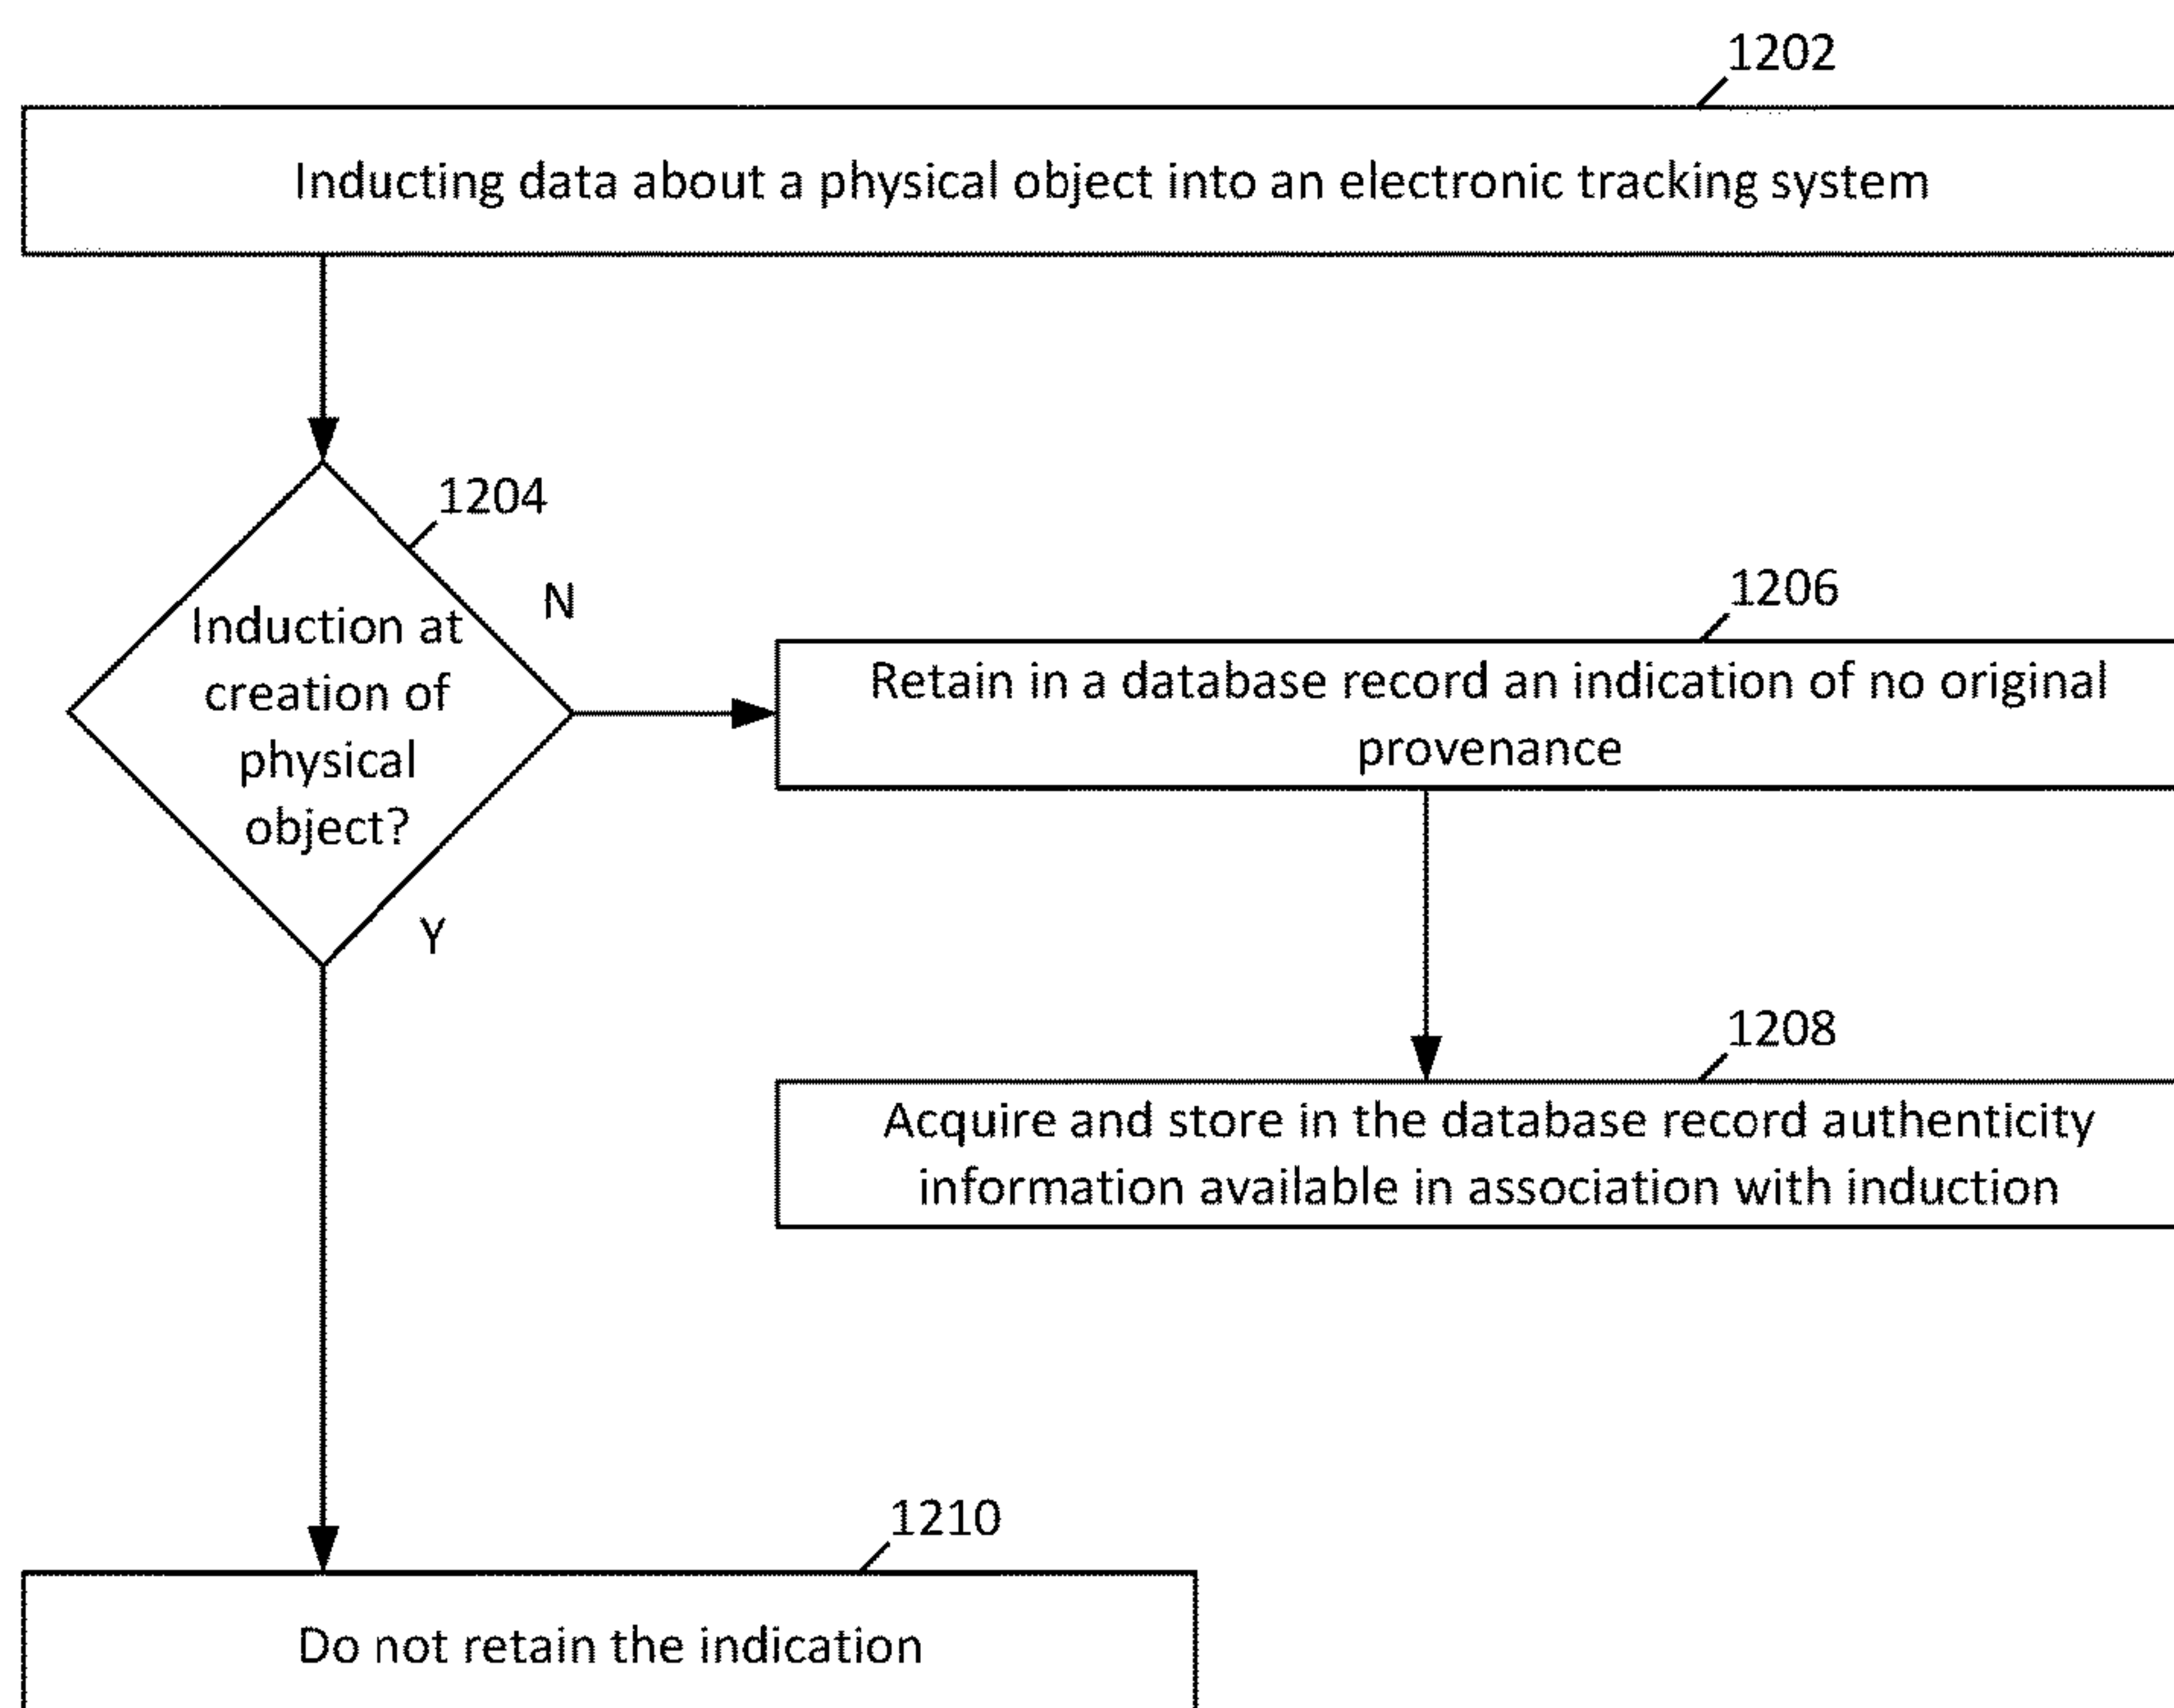 1202
Inducting data about a physical object into an electronic tracking system
1204
N
Induction at
creation of
physical
object?
Y
1206
Retain in a database record an indication of no original
provenance
1208
Acquire and store in the database record authenticity
information available in association with induction
1210
Do not retain the indication